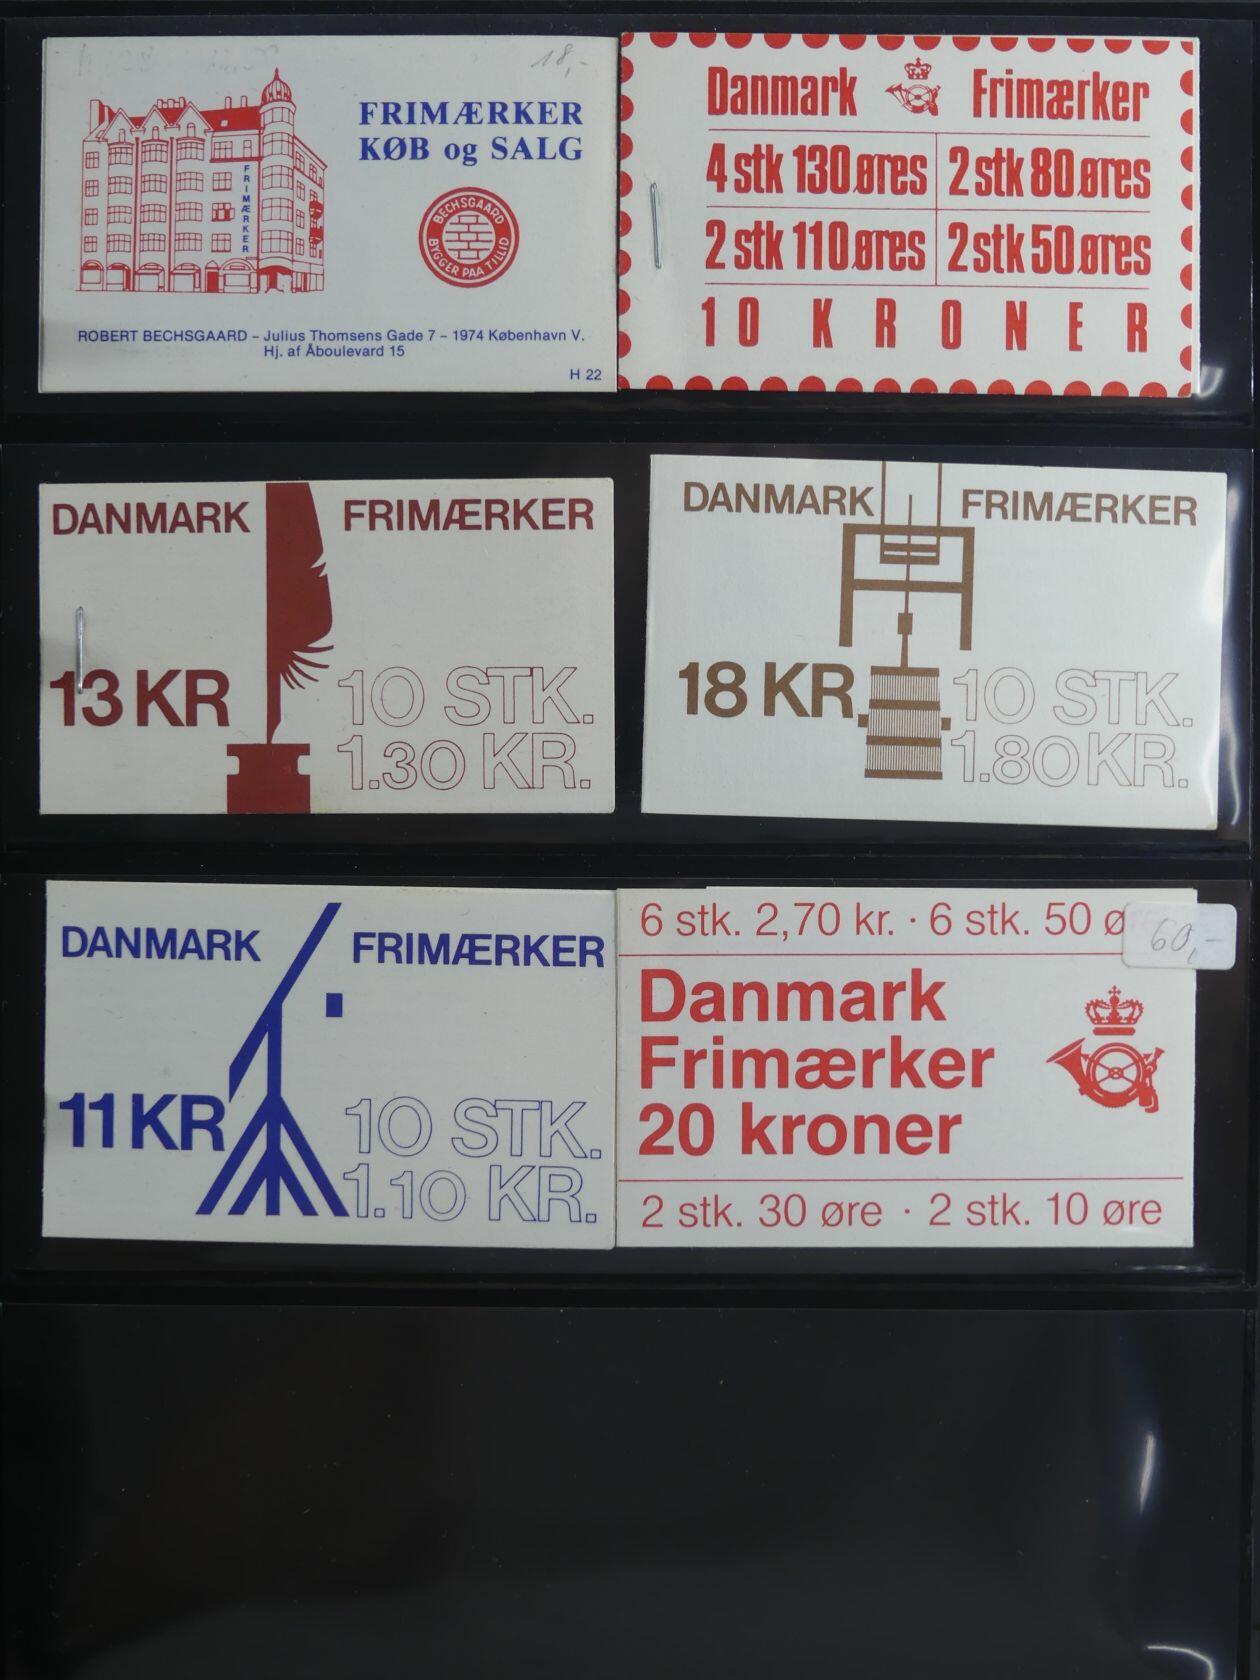 18,-
FRIMÆRKER
KØB og SALG
FRIMÆRKER
BECHSGAARD
BYGGER PAA TILLID
ROBERT BECHSGAARD – Julius Thomsens Gade 7 – 1974 København V.
Hj. af Åboulevard 15
H 22
Danmark Frimærker
4 stk 130 øres 2 stk 80 øres
2 stk 110 øres 2 stk 50 øres
10 KRONER
DANMARK FRIMÆRKER
13 KR 10 STK.
1.30 KR.
DANMARK FRIMÆRKER
18 KR 10 STK.
1.80 KR.
DANMARK FRIMÆRKER
11 KR 10 STK.
1.10 KR.
6 stk. 2,70 kr. · 6 stk. 50 ø
60,-
Danmark
Frimærker
20 kroner
2 stk. 30 øre · 2 stk. 10 øre